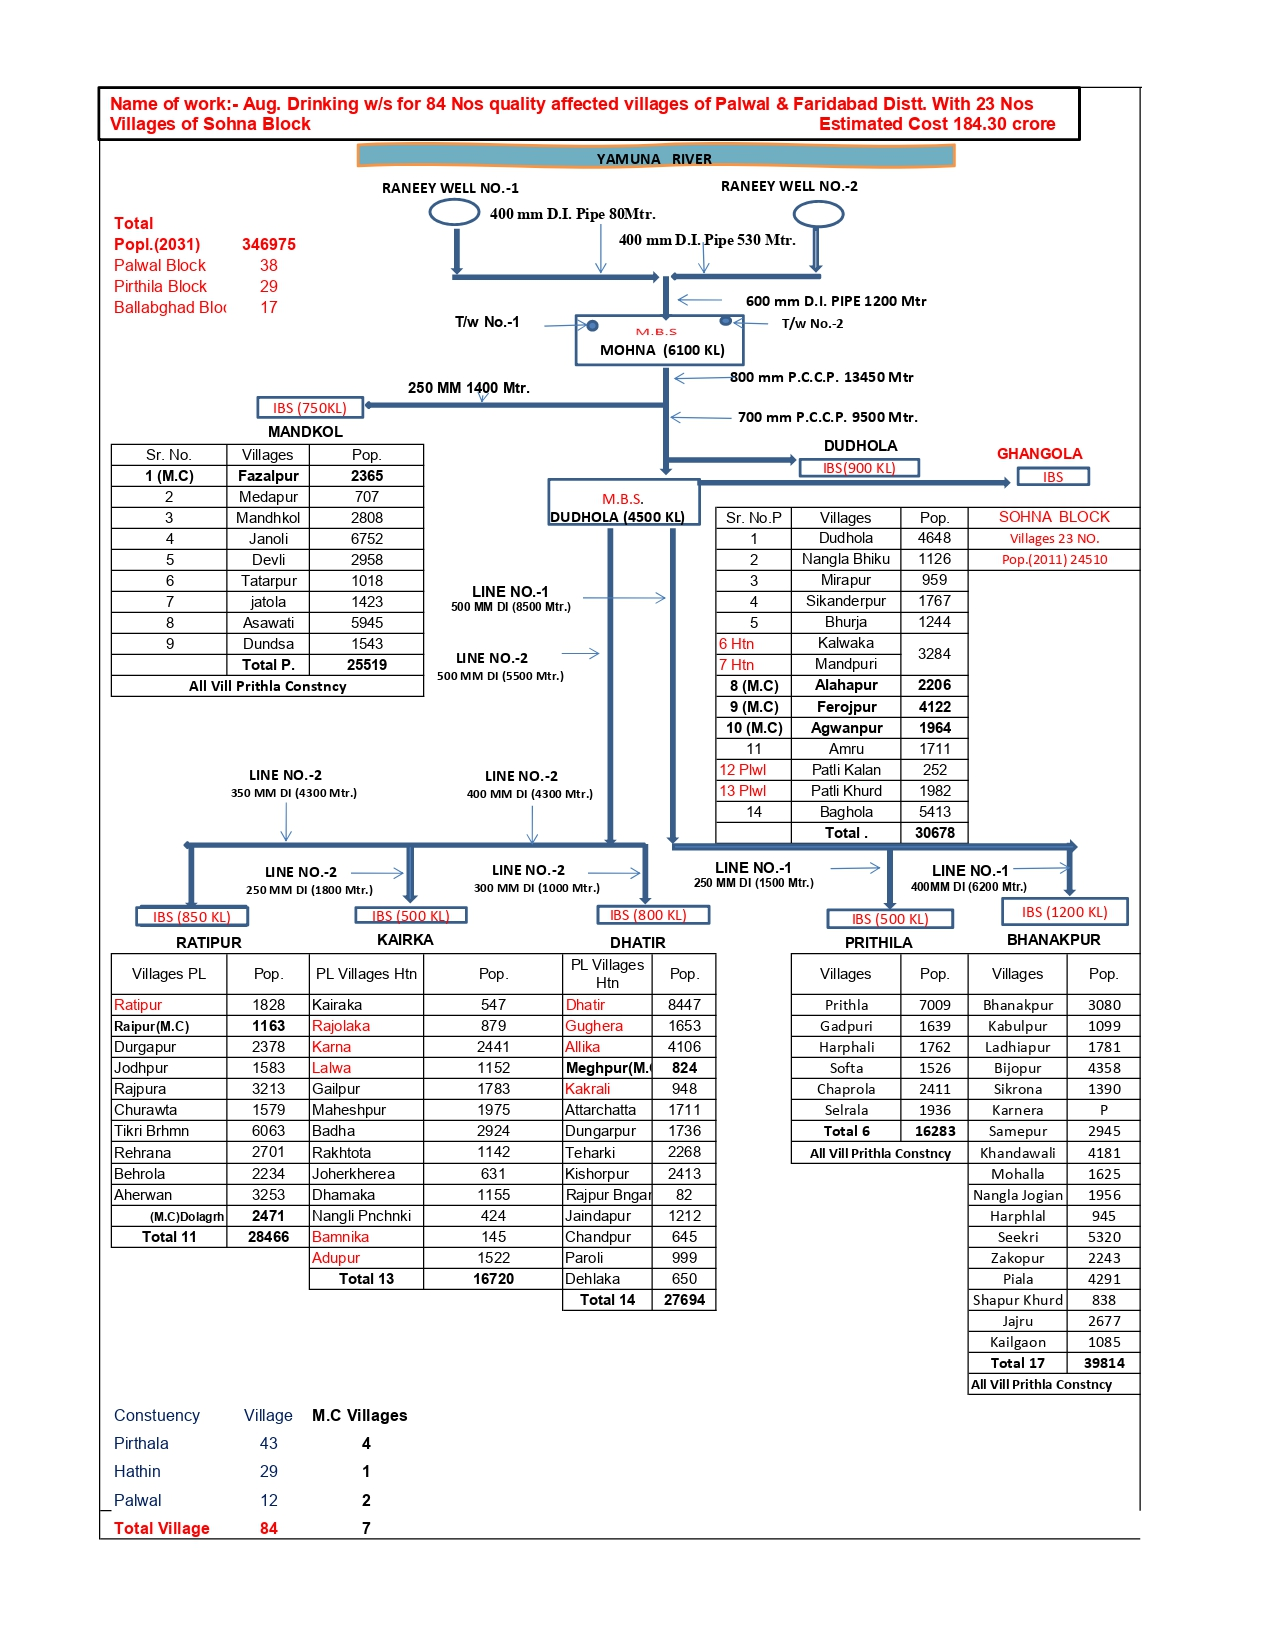 Name of work:- Aug. Drinking w/s for 84 Nos quality affected villages of Palwal & Faridabad Distt. With 23 Nos
Villages of Sohna Block Estimated Cost 184.30 crore
YAMUNA RIVER
RANEEY WELL NO.-1
RANEEY WELL NO.-2
400 mm D.I. Pipe 80Mtr.
400 mm D.I. Pipe 530 Mtr.
Total
Popl.(2031) 346975
Palwal Block 38
Pirthila Block 29
Ballabghad Bloc 17
600 mm D.I. PIPE 1200 Mtr
T/w No.-1
T/w No.-2
M.B.S
MOHNA (6100 KL)
800 mm P.C.C.P. 13450 Mtr
250 MM 1400 Mtr.
700 mm P.C.C.P. 9500 Mtr.
IBS (750KL)
MANDKOL
DUDHOLA
IBS(900 KL)
GHANGOLA
IBS
M.B.S.
DUDHOLA (4500 KL)
Sr. No. Villages Pop.
1 (M.C) Fazalpur 2365
2 Medapur 707
3 Mandhkol 2808
4 Janoli 6752
5 Devli 2958
6 Tatarpur 1018
7 jatola 1423
8 Asawati 5945
9 Dundsa 1543
Total P. 25519
All Vill Prithla Constncy
Sr. No.P Villages Pop. SOHNA BLOCK
1 Dudhola 4648 Villages 23 NO.
2 Nangla Bhiku 1126 Pop.(2011) 24510
3 Mirapur 959
4 Sikanderpur 1767
5 Bhurja 1244
6 Htn Kalwaka 3284
7 Htn Mandpuri
8 (M.C) Alahapur 2206
9 (M.C) Ferojpur 4122
10 (M.C) Agwanpur 1964
11 Amru 1711
12 Plwl Patli Kalan 252
13 Plwl Patli Khurd 1982
14 Baghola 5413
Total . 30678
LINE NO.-1
500 MM DI (8500 Mtr.)
LINE NO.-2
500 MM DI (5500 Mtr.)
LINE NO.-2
350 MM DI (4300 Mtr.)
LINE NO.-2
400 MM DI (4300 Mtr.)
LINE NO.-2
250 MM DI (1800 Mtr.)
LINE NO.-2
300 MM DI (1000 Mtr.)
LINE NO.-1
250 MM DI (1500 Mtr.)
LINE NO.-1
400MM DI (6200 Mtr.)
IBS (850 KL)
IBS (500 KL)
IBS (800 KL)
IBS (500 KL)
IBS (1200 KL)
RATIPUR
KAIRKA
DHATIR
PRITHILA
BHANAKPUR
Villages PL Pop.
Ratipur 1828
Raipur(M.C) 1163
Durgapur 2378
Jodhpur 1583
Rajpura 3213
Churawta 1579
Tikri Brhmn 6063
Rehrana 2701
Behrola 2234
Aherwan 3253
(M.C)Dolagrh 2471
Total 11 28466
PL Villages Htn Pop.
Kairaka 547
Rajolaka 879
Karna 2441
Lalwa 1152
Gailpur 1783
Maheshpur 1975
Badha 2924
Rakhtota 1142
Joherkherea 631
Dhamaka 1155
Nangli Pnchnki 424
Bamnika 145
Adupur 1522
Total 13 16720
PL Villages
Htn Pop.
Dhatir 8447
Gughera 1653
Allika 4106
Meghpur(M.C 824
Kakrali 948
Attarchatta 1711
Dungarpur 1736
Teharki 2268
Kishorpur 2413
Rajpur Bngar 82
Jaindapur 1212
Chandpur 645
Paroli 999
Dehlaka 650
Total 14 27694
Villages Pop.
Prithla 7009
Gadpuri 1639
Harphali 1762
Softa 1526
Chaprola 2411
Selrala 1936
Total 6 16283
All Vill Prithla Constncy
Villages Pop.
Bhanakpur 3080
Kabulpur 1099
Ladhiapur 1781
Bijopur 4358
Sikrona 1390
Karnera P
Samepur 2945
Khandawali 4181
Mohalla 1625
Nangla Jogian 1956
Harphlal 945
Seekri 5320
Zakopur 2243
Piala 4291
Shapur Khurd 838
Jajru 2677
Kailgaon 1085
Total 17 39814
All Vill Prithla Constncy
Constuency Village M.C Villages
Pirthala 43 4
Hathin 29 1
Palwal 12 2
Total Village 84 7